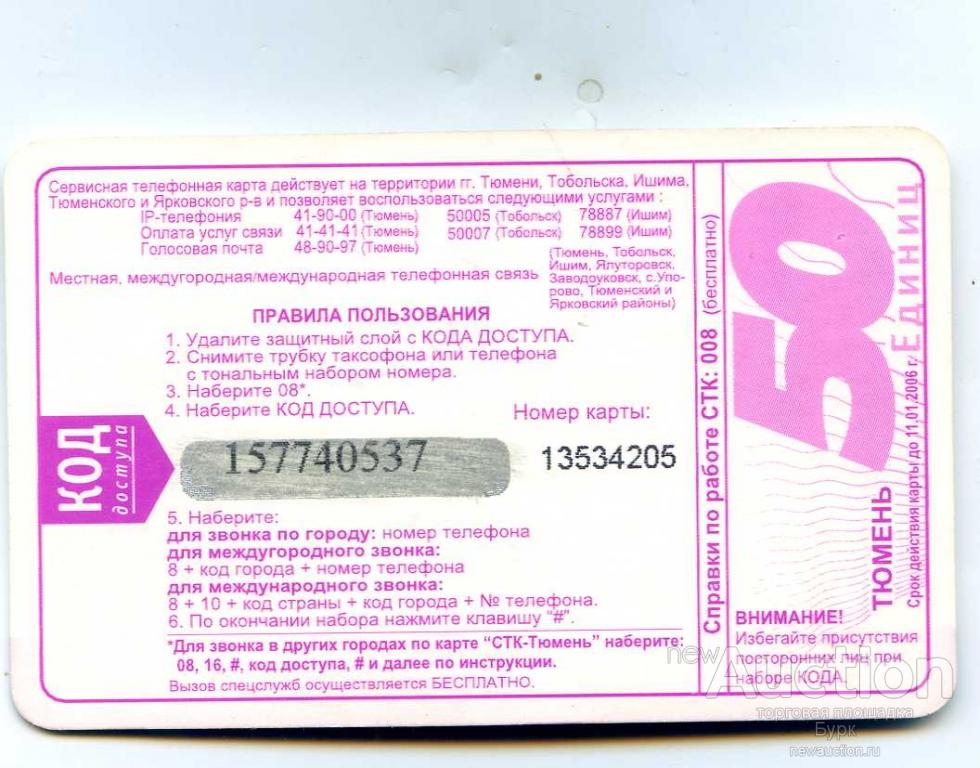 Сервисная телефонная карта действует на территории гг. Тюмени, Тобольска, Ишима,
Тюменского и Ярковского р-в и позволяет воспользоваться следующими услугами :
IP-телефония 41-90-00 (Тюмень) 50005 (Тобольск) 78887 (Ишим)
Оплата услуг связи 41-41-41 (Тюмень) 50007 (Тобольск) 78899 (Ишим)
Голосовая почта 48-90-97 (Тюмень)
Местная, междугородная/международная телефонная связь
(Тюмень, Тобольск,
Ишим, Ялуторовск,
Заводоуковск, с.Упо-
рово, Тюменский и
Ярковский районы)
ПРАВИЛА ПОЛЬЗОВАНИЯ
1. Удалите защитный слой с КОДА ДОСТУПА.
2. Снимите трубку таксофона или телефона
с тональным набором номера.
3. Наберите 08*.
4. Наберите КОД ДОСТУПА.
Номер карты:
КОД
доступа
157740537
13534205
5. Наберите:
для звонка по городу: номер телефона
для междугородного звонка:
8 + код города + номер телефона
для международного звонка:
8 + 10 + код страны + код города + № телефона.
6. По окончании набора нажмите клавишу "#".
*Для звонка в других городах по карте “СТК-Тюмень” наберите:
08, 16, #, код доступа, # и далее по инструкции.
Вызов спецслужб осуществляется БЕСПЛАТНО.
Справки по работе СТК: 008 (бесплатно)
50
Единиц
ТЮМЕНЬ
Срок действия карты до 11.01.2006 г.
ВНИМАНИЕ!
Избегайте присутствия
посторонних лиц при
наборе КОДА.
newAuction
торговая площадка
Бурк
newauction.ru